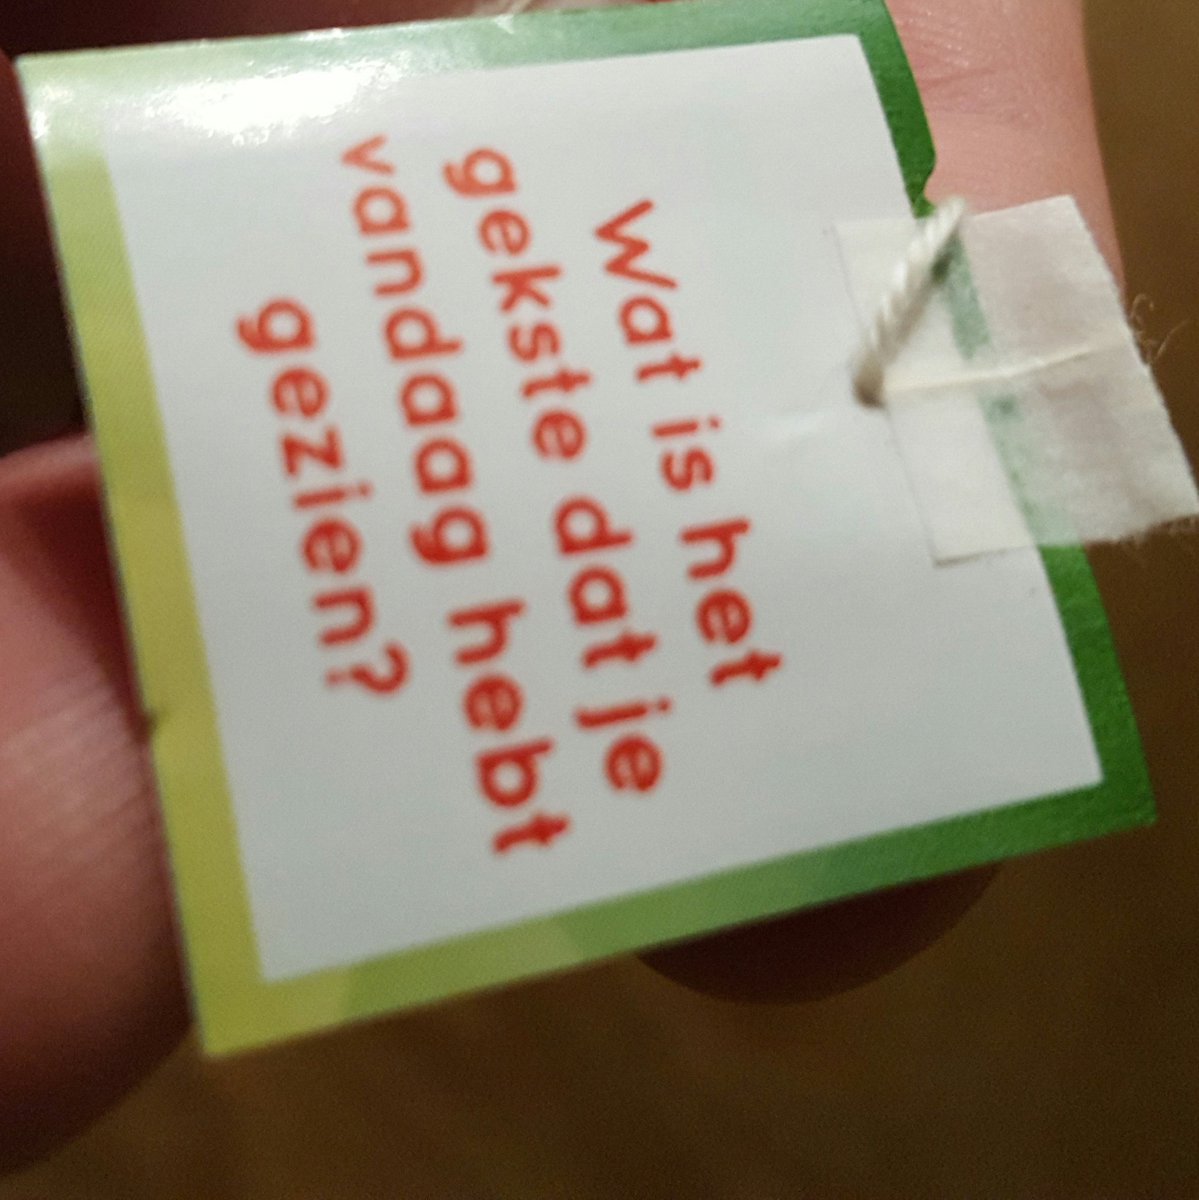 Wat is het
gekste dat je
vandaag hebt
gezien?